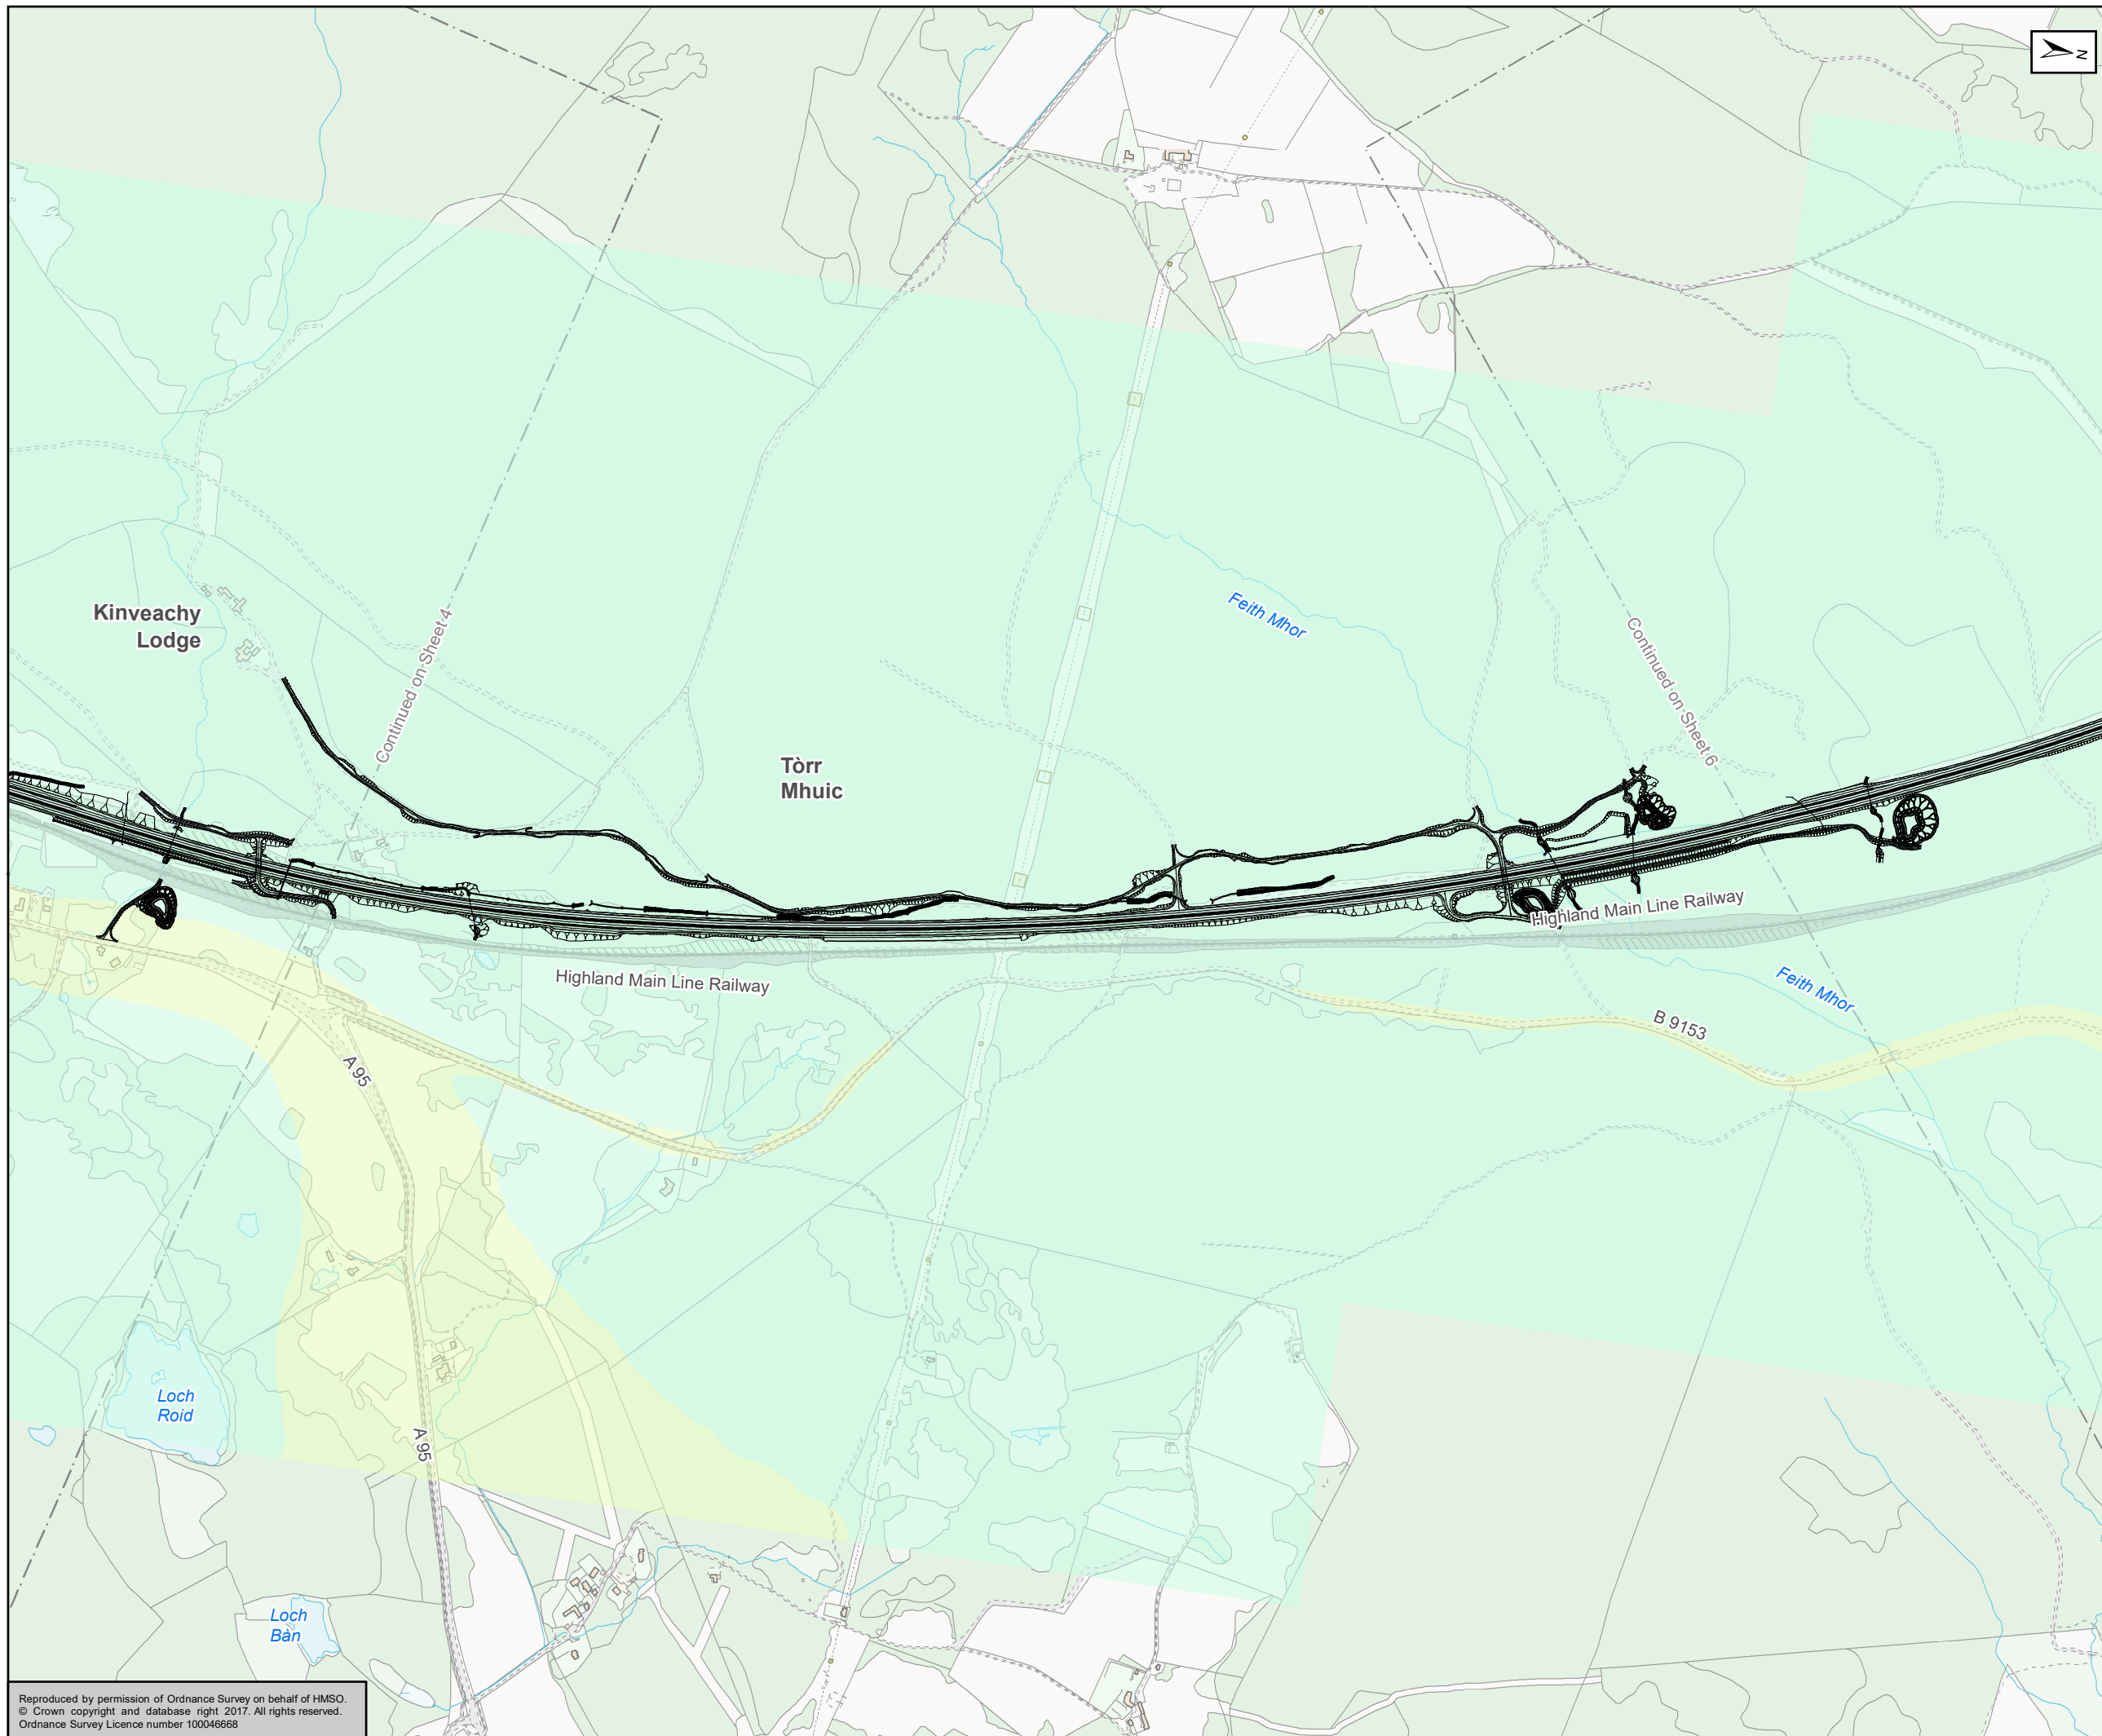 N
Kinveachy
Lodge
Continued on Sheet 4
Feith Mhor
Continued on Sheet 6
Tòrr
Mhuic
Highland Main Line Railway
Highland Main Line Railway
Feith Mhor
B 9153
A 95
Loch
Roid
A 95
Loch
Bàn
Reproduced by permission of Ordnance Survey on behalf of HMSO.
© Crown copyright and database right 2017. All rights reserved.
Ordnance Survey Licence number 100046668